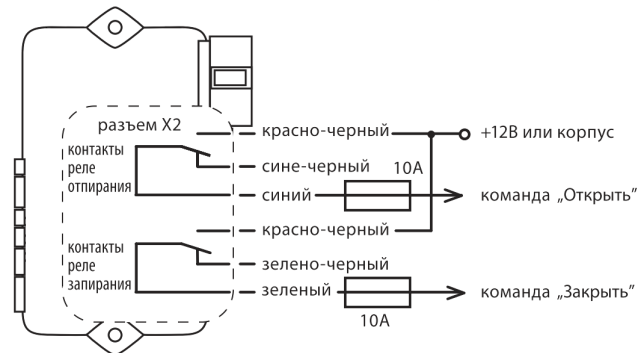 разъем X2
красно-черный
+12В или корпус
контакты
реле
отпирания
сине-черный
10А
синий
команда „Открыть”
красно-черный
контакты
реле
запирания
зелено-черный
зеленый
команда „Закрыть”
10А